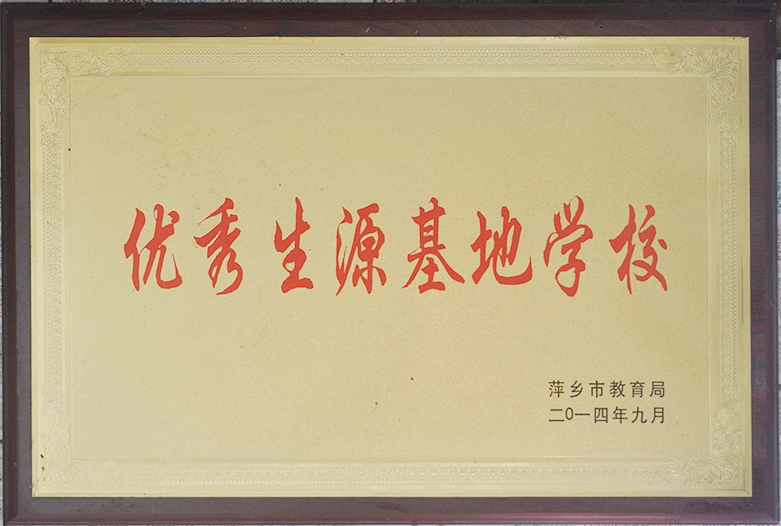 优秀生源基地学校
萍乡市教育局
二0一四年九月